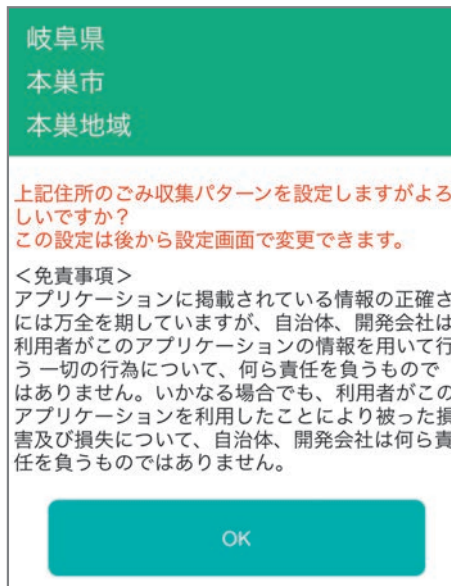 岐阜県
本巣市
本巣地域
上記住所のごみ収集パターンを設定しますがよろ
しいですか？
この設定は後から設定画面で変更できます。
＜免責事項＞
アプリケーションに掲載されている情報の正確さ
には万全を期していますが、自治体、開発会社は
利用者がこのアプリケーションの情報を用いて行
う 一切の行為について、何ら責任を負うもので
はありません。いかなる場合でも、利用者がこの
アプリケーションを利用したことにより被った損
害及び損失について、自治体、開発会社は何ら責
任を負うものではありません。
OK